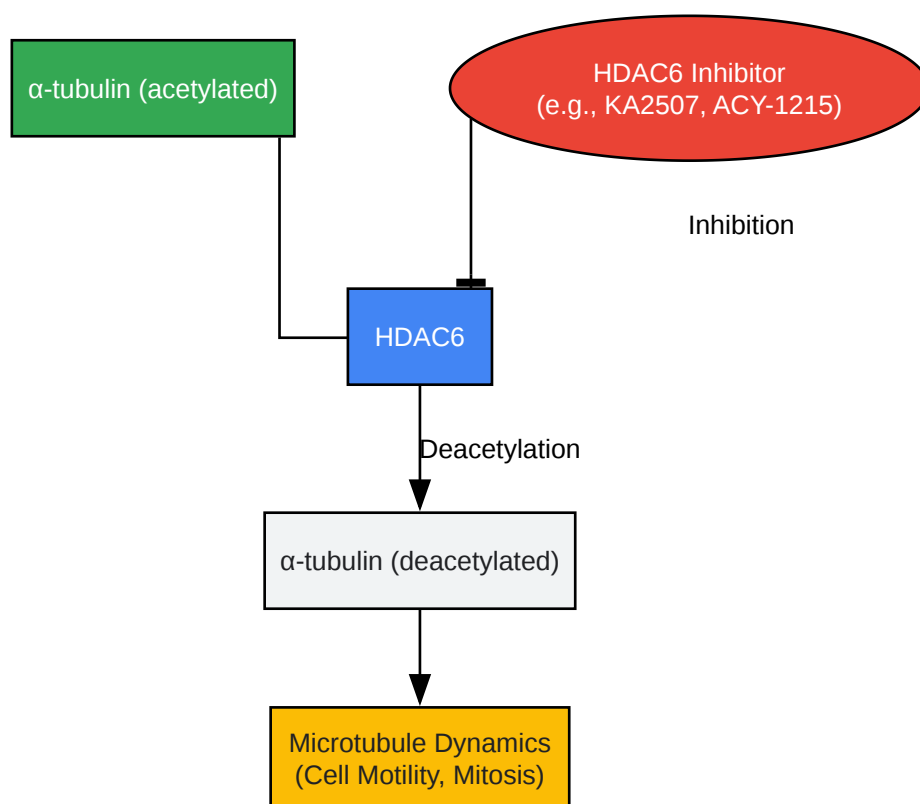 α-tubulin (acetylated)
HDAC6 Inhibitor
(e.g., KA2507, ACY-1215)
Inhibition
HDAC6
Deacetylation
α-tubulin (deacetylated)
Microtubule Dynamics
(Cell Motility, Mitosis)